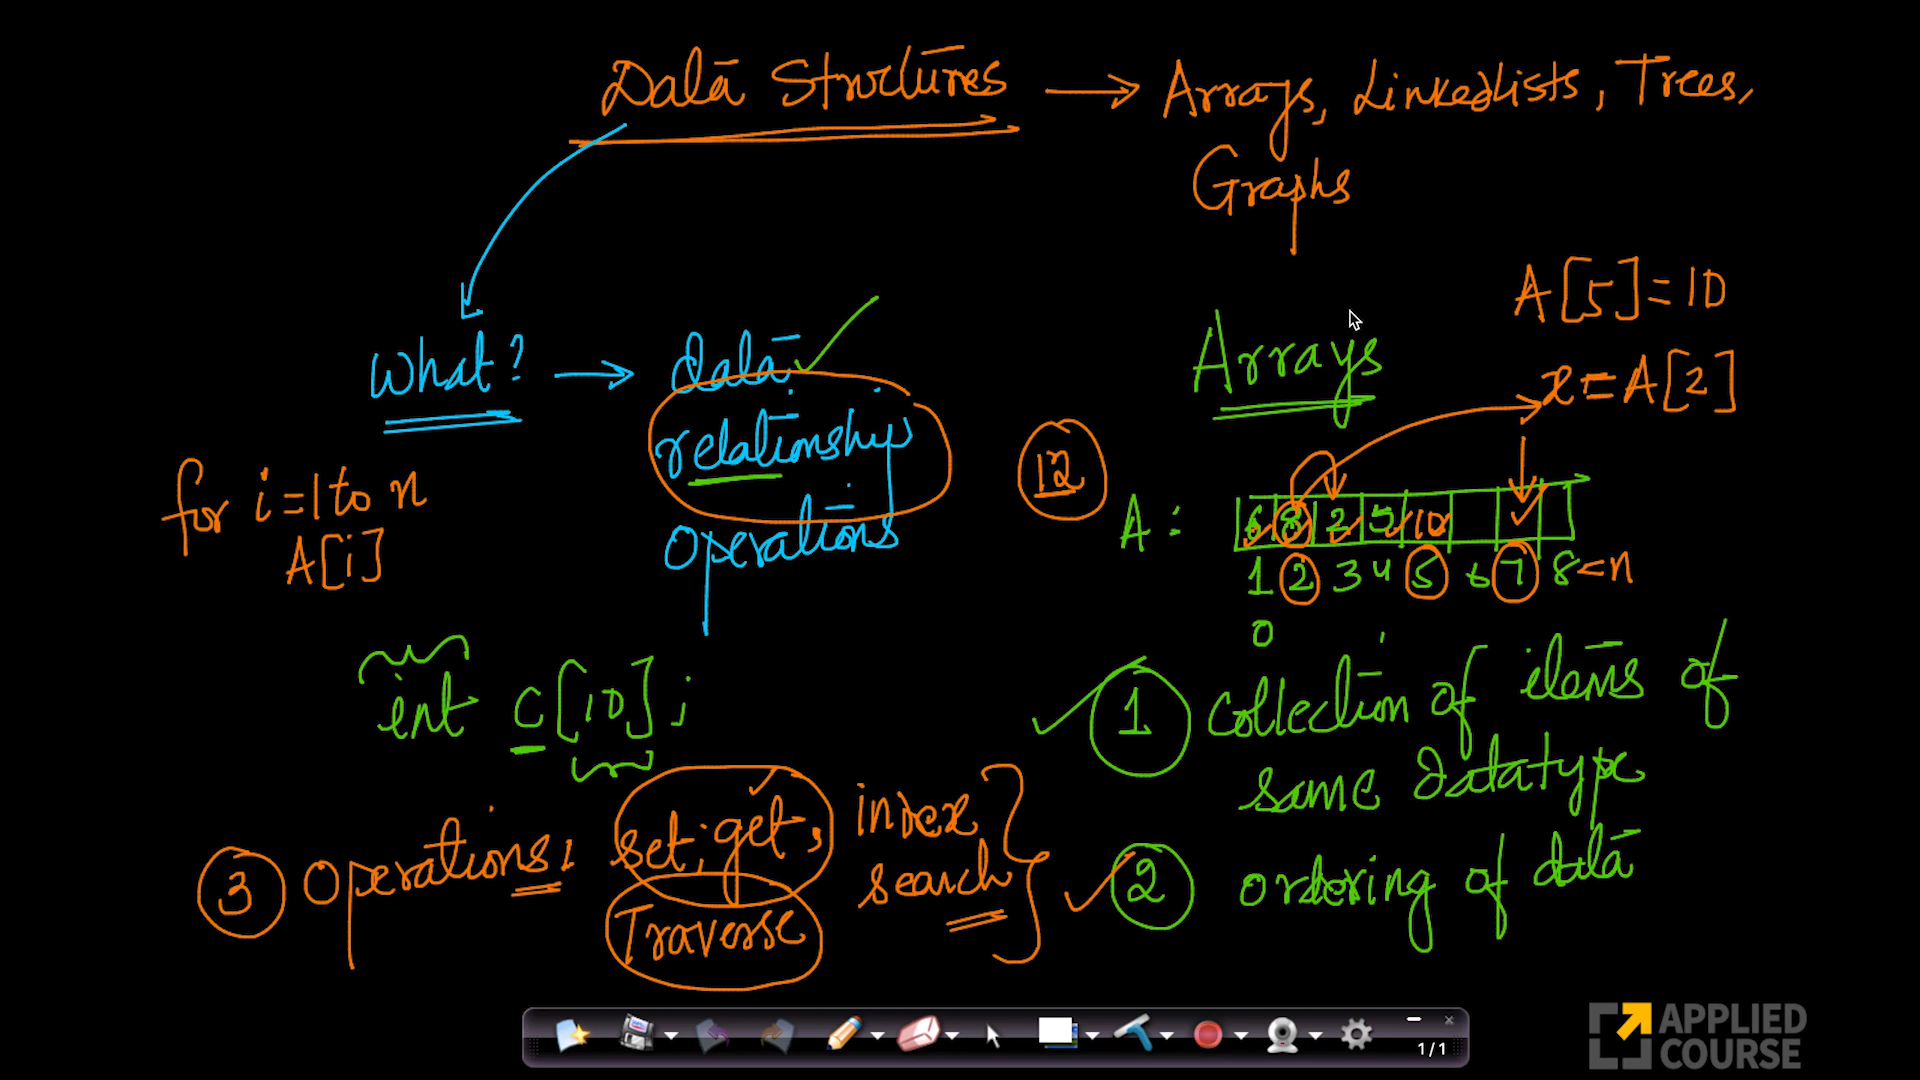 Data Structures → Arrays, Linked Lists, Trees,
Graphs
What? → data
relationship
operations
for i=1 to n
A[i]
int C[10];
Arrays
A[5]=10
x=A[2]
12
A: 6 8 2 5 10
1 2 3 4 5 6 7 8=n
0
1 collection of items of
same datatype
2 ordering of data
3 Operations: set, get, index
search
Traverse
1/1
APPLIED
COURSE